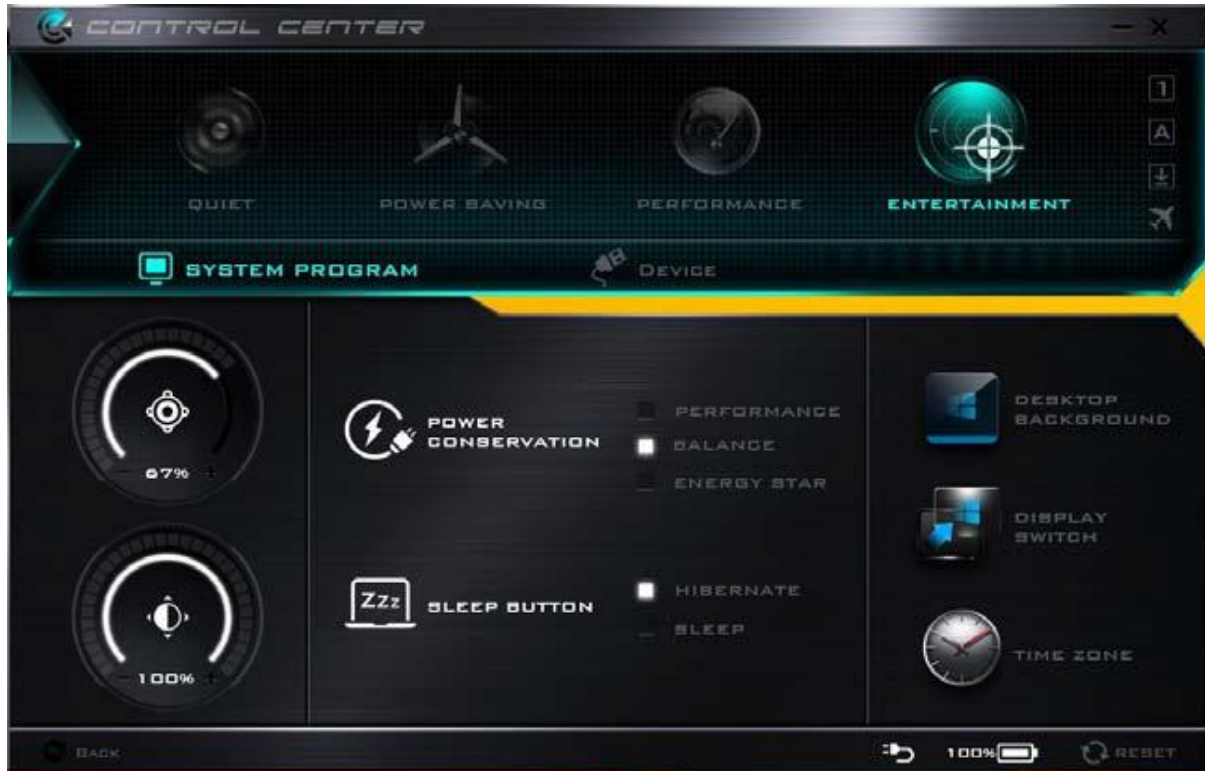 CONTROL CENTER
1
A
QUIET
POWER SAVING
PERFORMANCE
ENTERTAINMENT
SYSTEM PROGRAM
DEVICE
67%
100%
POWER
CONSERVATION
PERFORMANCE
BALANCE
ENERGY STAR
ZZz
SLEEP BUTTON
HIBERNATE
SLEEP
DESKTOP
BACKGROUND
DISPLAY
SWITCH
TIME ZONE
BACK
100%
RESET